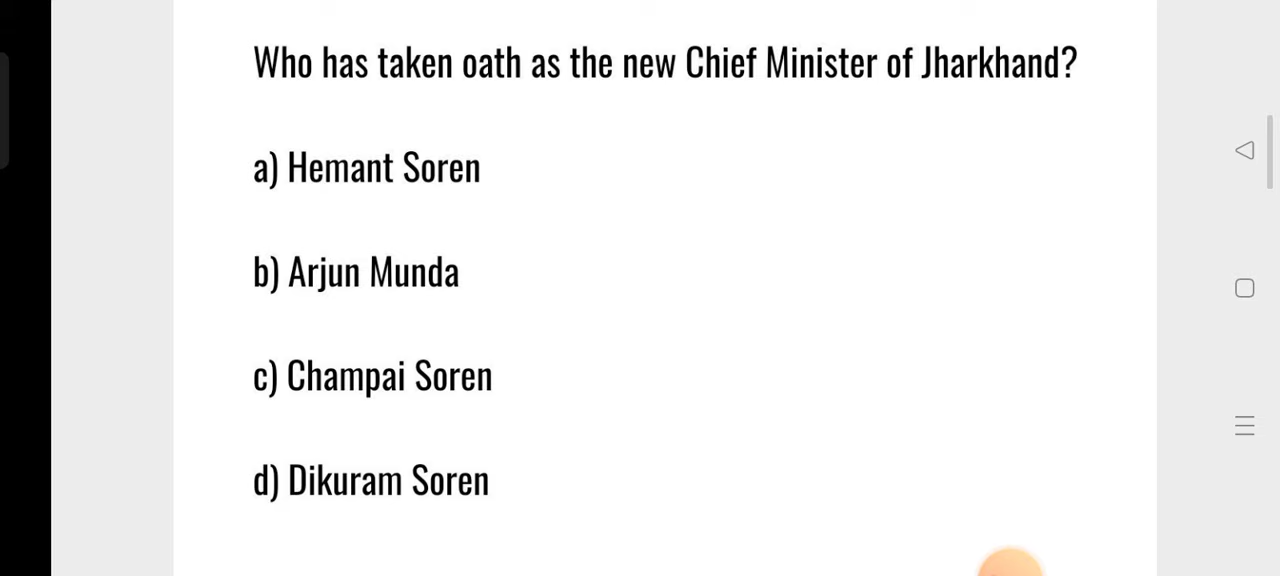 Who has taken oath as the new Chief Minister of Jharkhand?
a) Hemant Soren
b) Arjun Munda
c) Champai Soren
d) Dikuram Soren